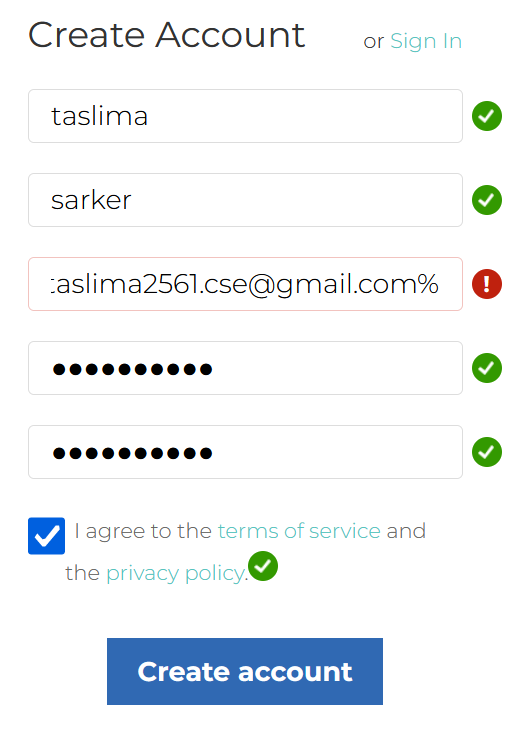 Create Account or Sign In
taslima
sarker
taslima2561.cse@gmail.com%
I agree to the terms of service and
the privacy policy.
Create account